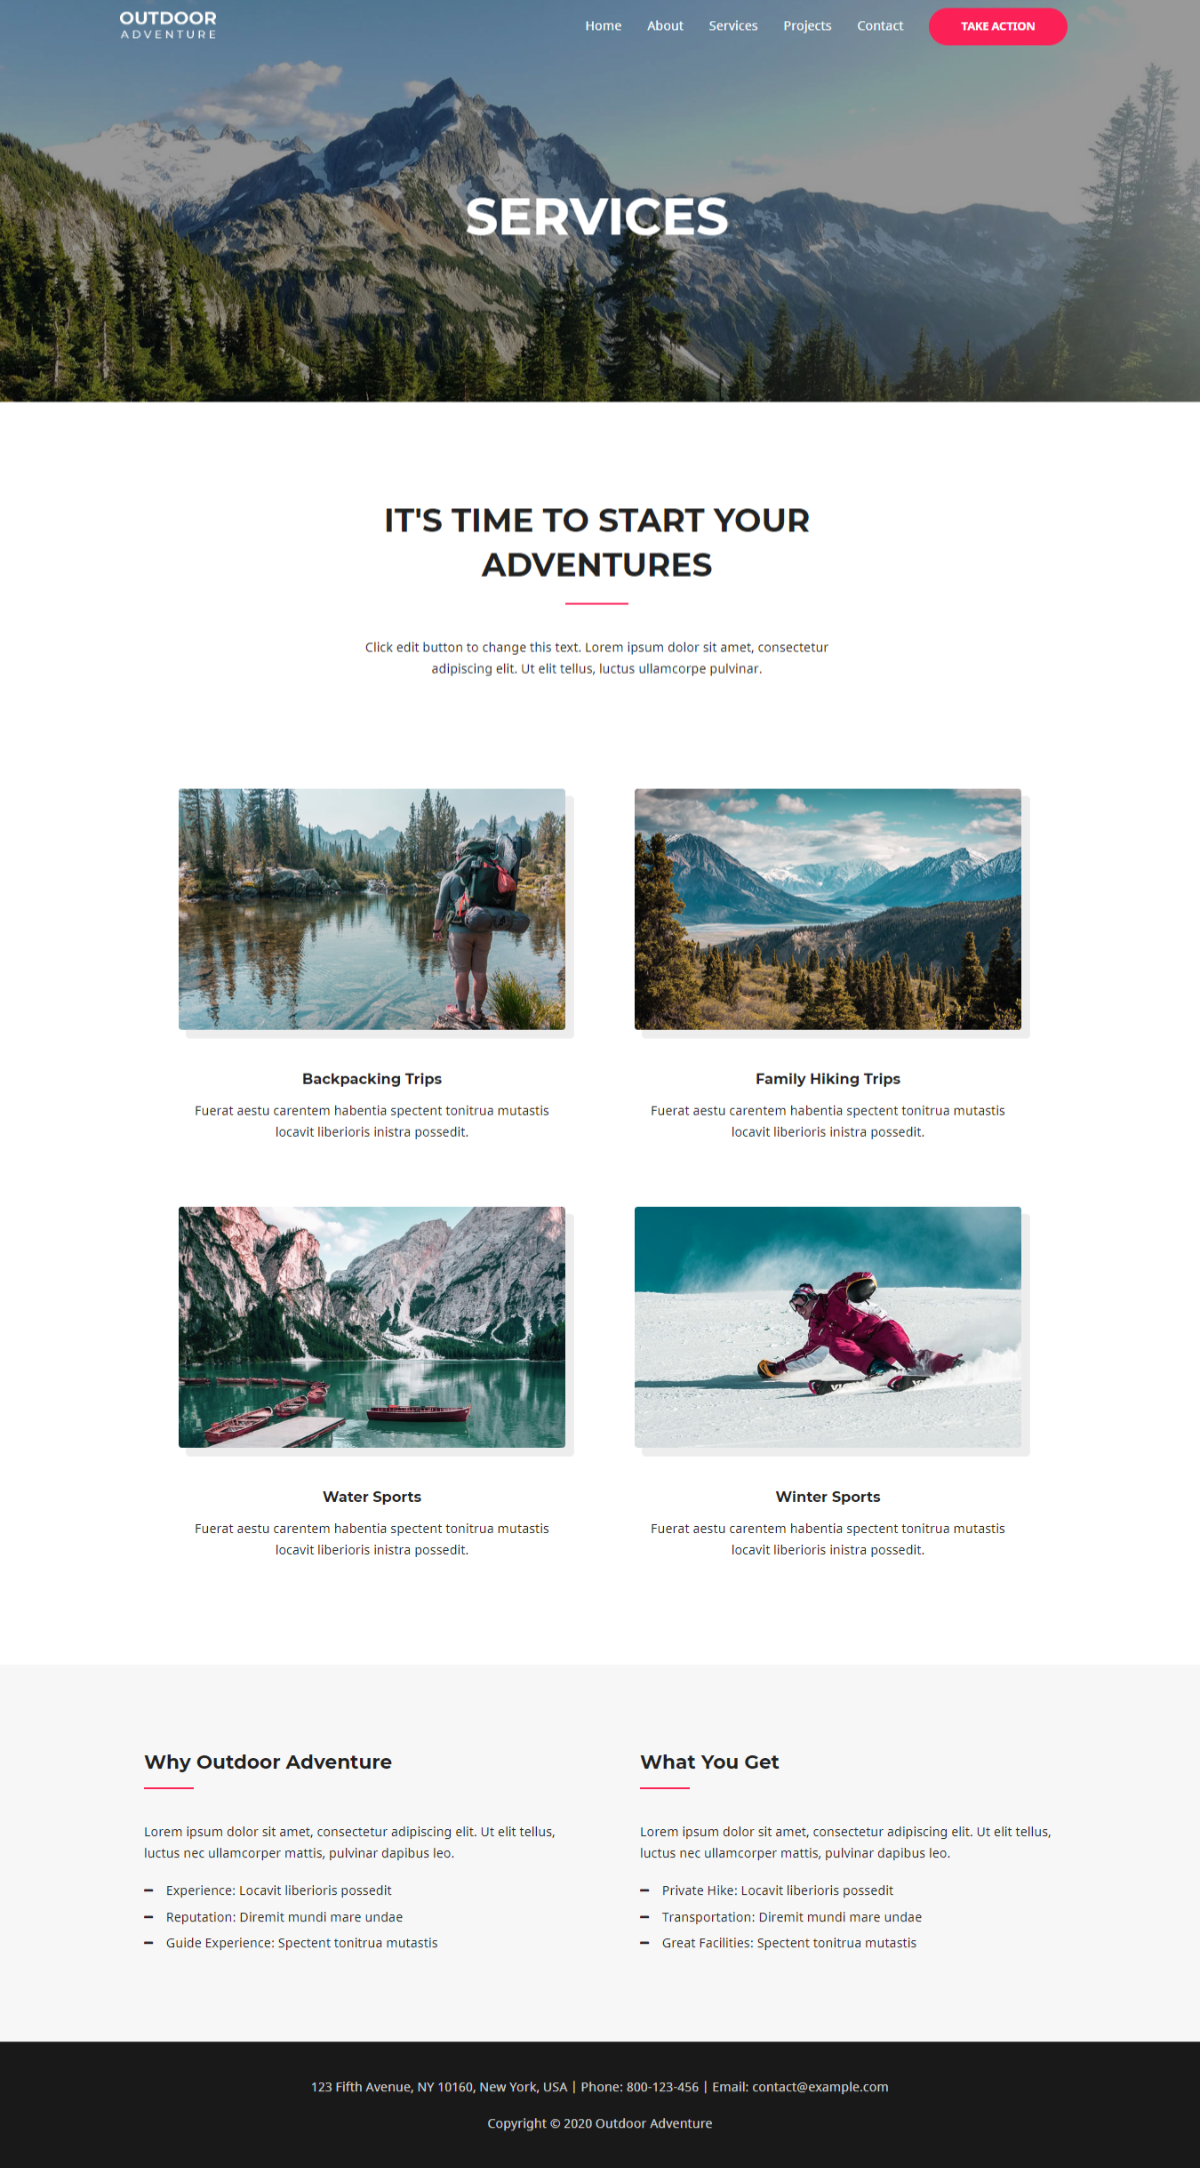 OUTDOOR
ADVENTURE
Home About Services Projects Contact TAKE ACTION
SERVICES
IT'S TIME TO START YOUR
ADVENTURES
Click edit button to change this text. Lorem ipsum dolor sit amet, consectetur
adipiscing elit. Ut elit tellus, luctus ullamcorpe pulvinar.
Backpacking Trips
Fuerat aestu carentem habentia spectent tonitrua mutastis
locavit liberioris inistra possedit.
Family Hiking Trips
Fuerat aestu carentem habentia spectent tonitrua mutastis
locavit liberioris inistra possedit.
Water Sports
Fuerat aestu carentem habentia spectent tonitrua mutastis
locavit liberioris inistra possedit.
Winter Sports
Fuerat aestu carentem habentia spectent tonitrua mutastis
locavit liberioris inistra possedit.
Why Outdoor Adventure
Lorem ipsum dolor sit amet, consectetur adipiscing elit. Ut elit tellus,
luctus nec ullamcorper mattis, pulvinar dapibus leo.
Experience: Locavit liberioris possedit
Reputation: Diremit mundi mare undae
Guide Experience: Spectent tonitrua mutastis
What You Get
Lorem ipsum dolor sit amet, consectetur adipiscing elit. Ut elit tellus,
luctus nec ullamcorper mattis, pulvinar dapibus leo.
Private Hike: Locavit liberioris possedit
Transportation: Diremit mundi mare undae
Great Facilities: Spectent tonitrua mutastis
123 Fifth Avenue, NY 10160, New York, USA | Phone: 800-123-456 | Email: contact@example.com
Copyright © 2020 Outdoor Adventure